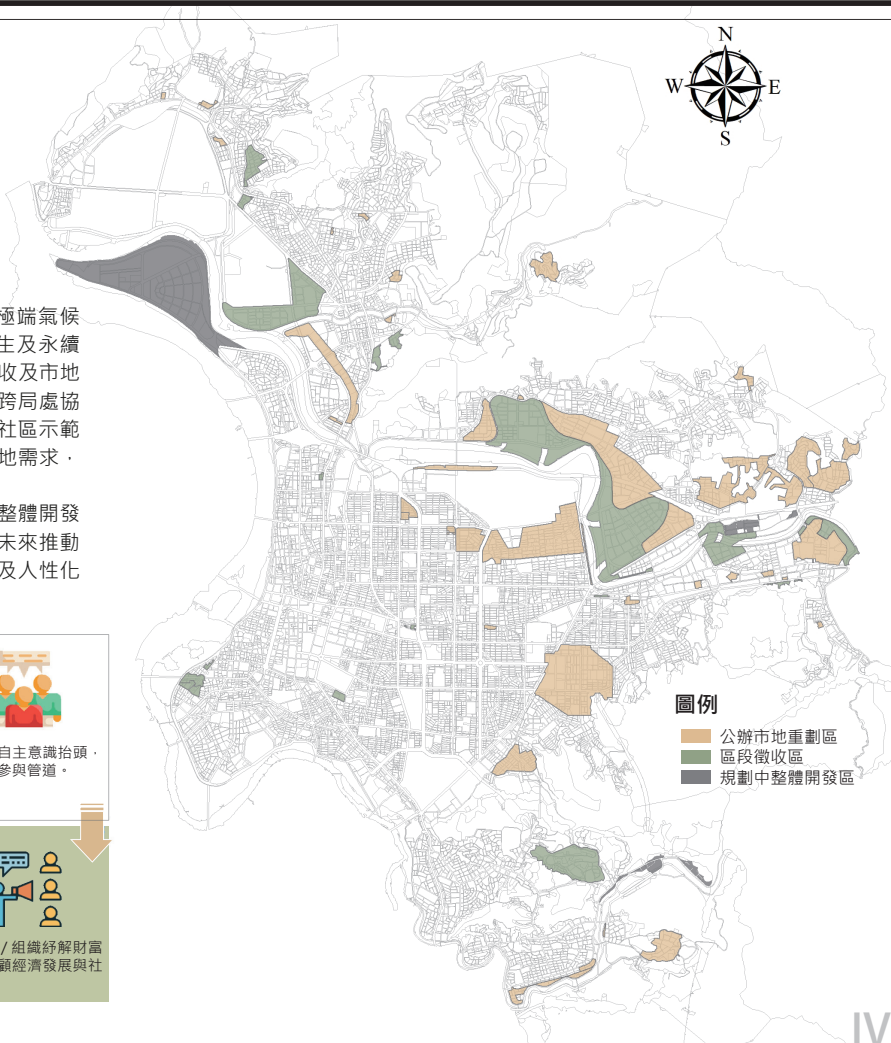 N
W E
S
極端氣候
生及永續
收及市地
跨局處協
社區示範
地需求，
整體開發
未來推動
及人性化
自主意識抬頭，
參與管道。
/ 組織紓解財富
顧經濟發展與社
圖例
公辦市地重劃區
區段徵收區
規劃中整體開發區
IV